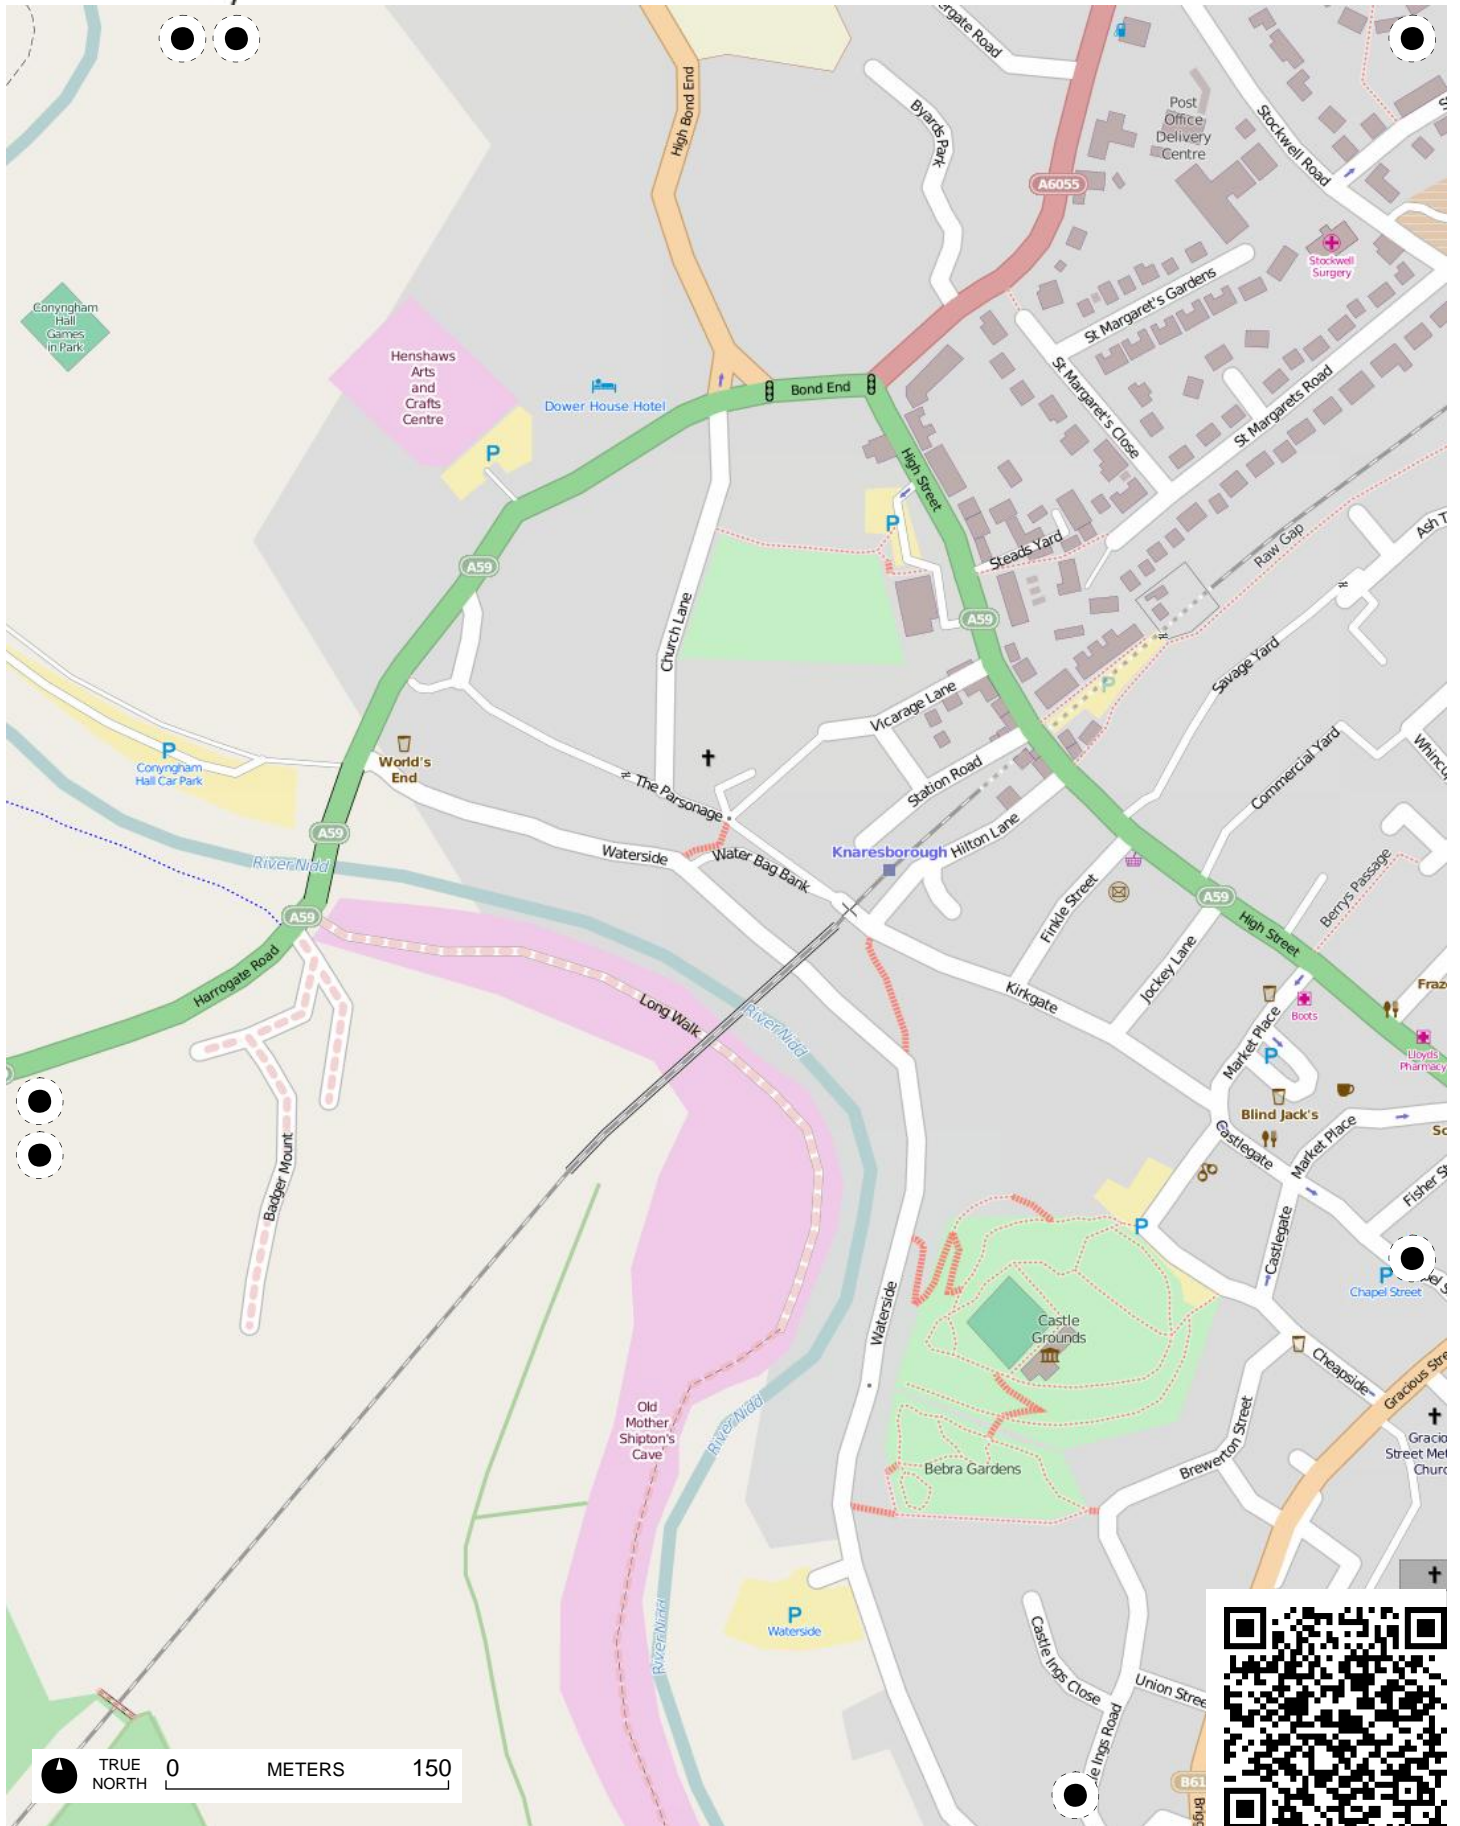 High Bond End
Byards Park
A6055
Post
Office
Delivery
Centre
Stockwell Road
Stockwell
Surgery
St Margaret's Gardens
St Margaret's Close
St Margarets Road
Conyngham
Hall
Games
in Park
Henshaws
Arts
and
Crafts
Centre
Dower House Hotel
Bond End
P
High Street
P
Steads Yard
Raw Gap
A59
A59
Church Lane
Savage Yard
P
Vicarage Lane
Station Road
Commercial Yard
P
Conyngham
Hall Car Park
World's
End
The Parsonage
A59
River Nidd
Waterside
Water Bag Bank
Knaresborough
Hilton Lane
Berrys Passage
Finkle Street
A59
High Street
A59
Harrogate Road
Jockey Lane
Kirkgate
Long Walk
River Nidd
Boots
Market Place
P
Lloyds
Pharmacy
Blind Jack's
Castlegate
Market Place
Badger Mount
P
Castlegate
P
Chapel Street
Waterside
Castle
Grounds
Cheapside
Old
Mother
Shipton's
Cave
River Nidd
Brewerton Street
Bebra Gardens
Street
P
Waterside
River Nidd
Castle Ings Close
TRUE
NORTH
0 METERS 150